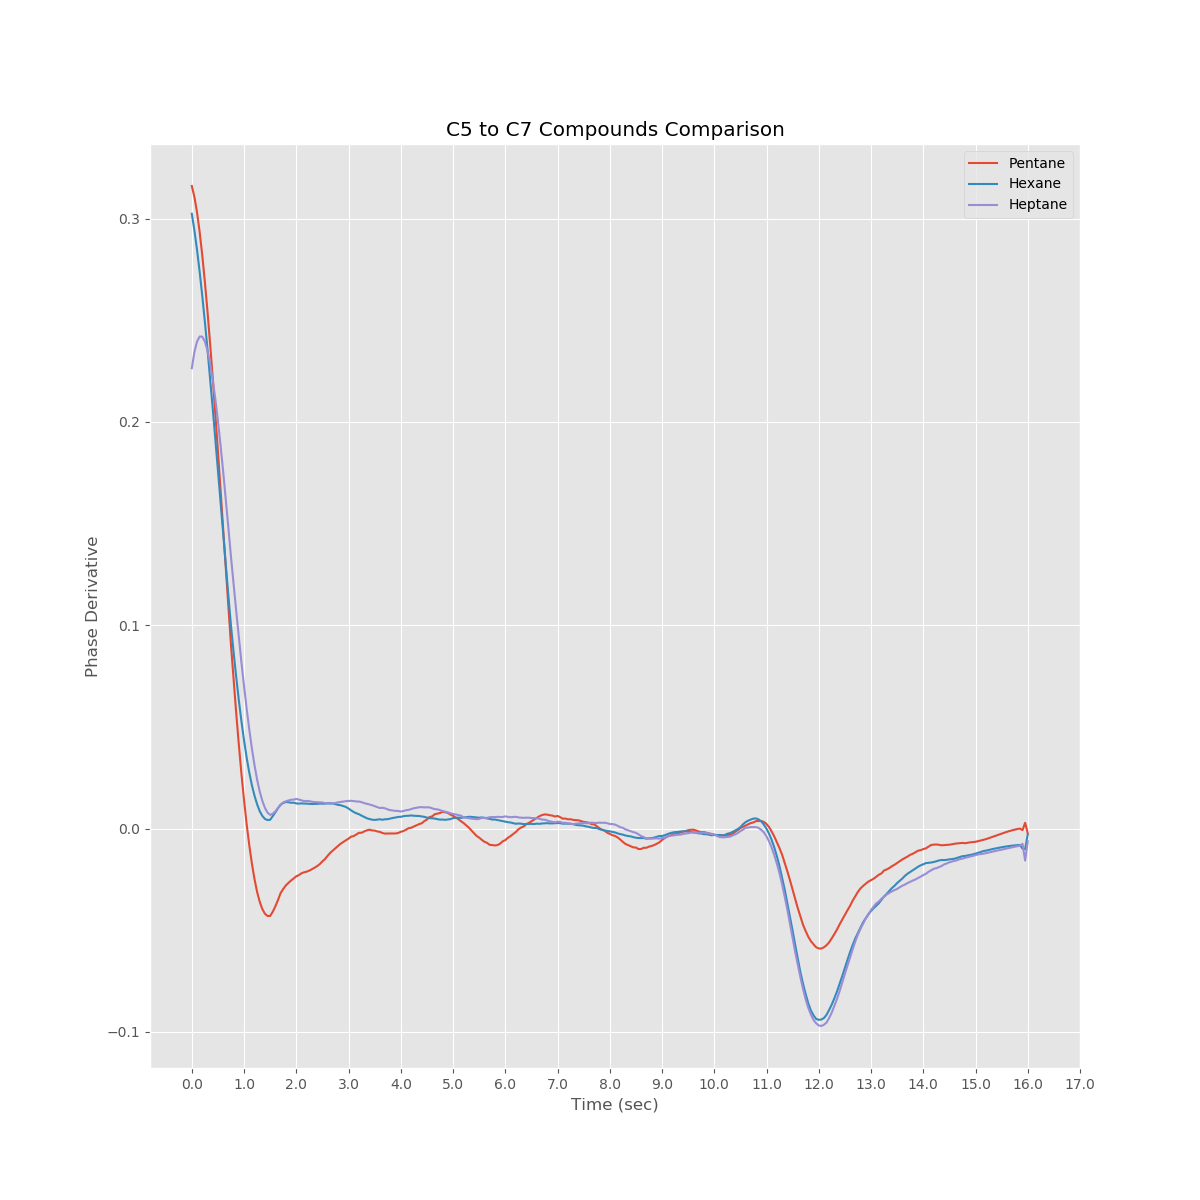 C5 to C7 Compounds Comparison
Pentane
Hexane
Heptane
0.3
0.2
0.1
0.0
−0.1
Phase Derivative
0.0 1.0 2.0 3.0 4.0 5.0 6.0 7.0 8.0 9.0 10.0 11.0 12.0 13.0 14.0 15.0 16.0 17.0
Time (sec)